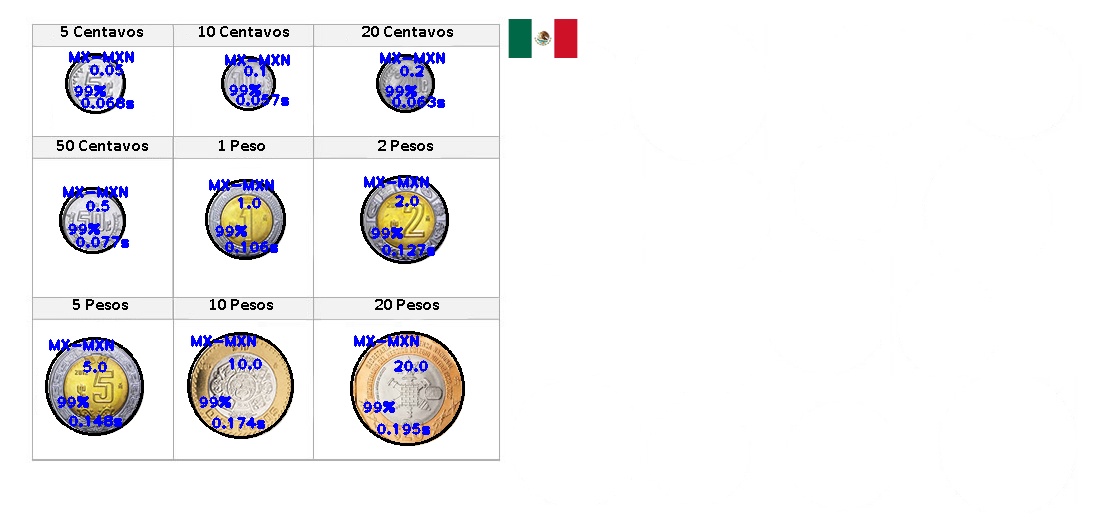 5 Centavos 10 Centavos 20 Centavos
MX-MXN MX-MXN MX-MXN
0.05 0.1 0.2
99% 99% 99%
0.068s 0.057s 0.063s
50 Centavos 1 Peso 2 Pesos
MX-MXN MX-MXN MX-MXN
0.5 1.0 2.0
99% 99% 99%
0.077s 0.106s 0.127s
5 Pesos 10 Pesos 20 Pesos
MX-MXN MX-MXN MX-MXN
5.0 10.0 20.0
99% 99% 99%
0.148s 0.174s 0.195s